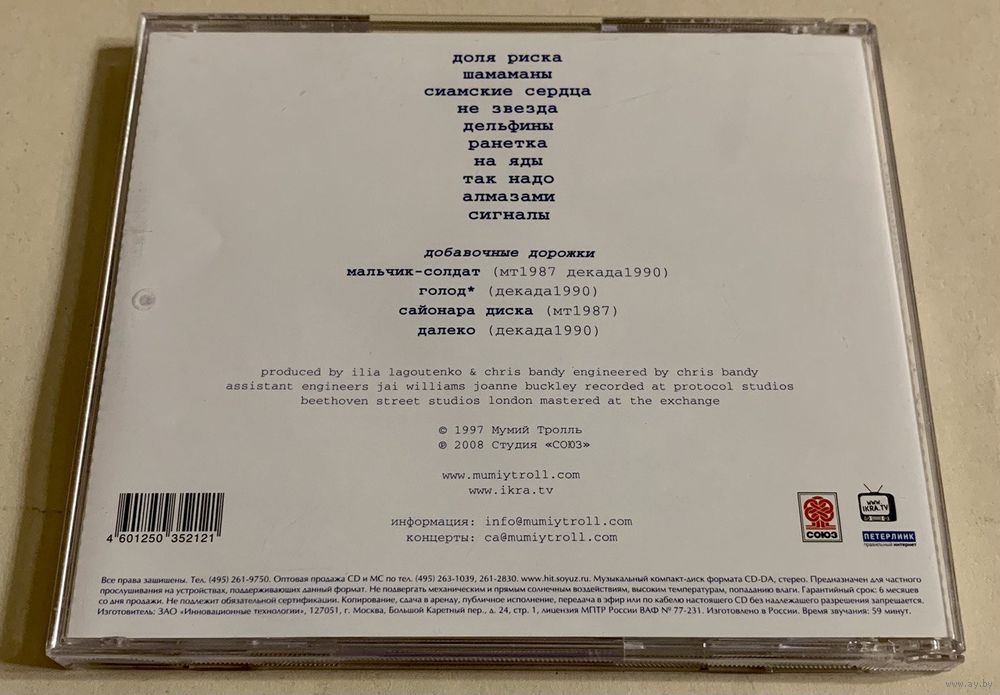 доля риска
шамаманы
сиамские сердца
не звезда
дельфины
ранетка
на яды
так надо
алмазами
сигналы
добавочные дорожки
мальчик-солдат (мт1987 декада1990)
голод* (декада1990)
сайонара диска (мт1987)
далеко (декада1990)
produced by ilia lagoutenko & chris bandy engineered by chris bandy
assistant engineers jai williams joanne buckley recorded at protocol studios
beethoven street studios london mastered at the exchange
© 1997 Мумий Тролль
℗ 2008 Студия «СОЮЗ»
www.mumiytroll.com
www.ikra.tv
информация: info@mumiytroll.com
концерты: ca@mumiytroll.com
4 601250 352121
СОЮЗ
www.
IKRA.TV
ПЕТЕРЛИНК
правильный интернет
Все права защищены. Тел. (495) 261-9750. Оптовая продажа CD и МС по тел. (495) 263-1039, 261-2830. www.hit.soyuz.ru. Музыкальный компакт-диск формата CD-DA, стерео. Предназначен для частного
прослушивания на устройствах, поддерживающих данный формат. Не подвергать механическим и прямым солнечным воздействиям, высоким температурам, попаданию влаги. Гарантийный срок: 6 месяцев
со дня продажи. Не подлежит обязательной сертификации. Копирование, сдача в аренду, публичное исполнение, передача в эфир или по кабелю настоящего CD без надлежащего разрешения запрещается.
Изготовитель: ЗАО «Инновационные технологии», 127051, г. Москва, Большой Каретный пер., д. 24, стр. 1, лицензия МПТР России ВАФ № 77-231. Изготовлено в России. Время звучания: 59 минут.
www.ay.by